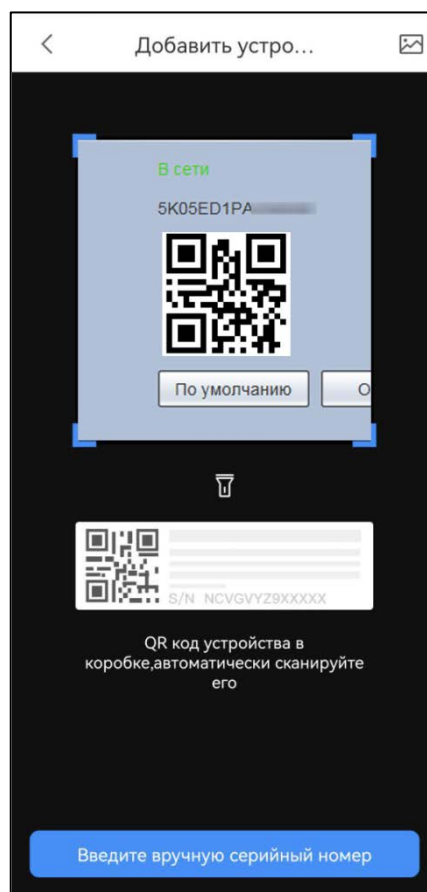 Добавить устро...
В сети
5K05ED1PA
По умолчанию
О
S/N NCVGVYZ9XXXXX
QR код устройства в
коробке,автоматически сканируйте
его
Введите вручную серийный номер